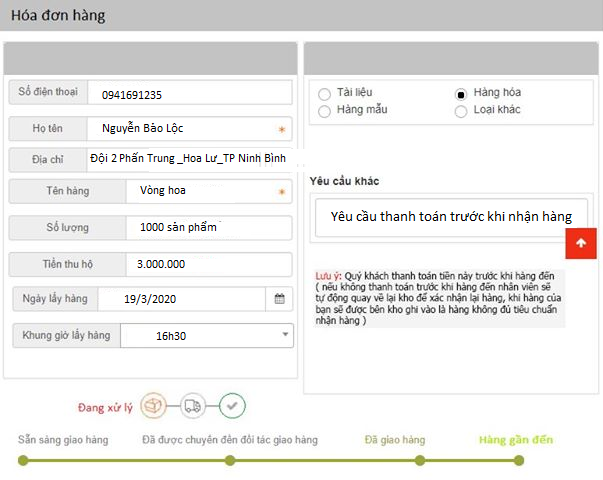 Hóa đơn hàng
Số điện thoại 0941691235
Họ tên Nguyễn Bảo Lộc *
Địa chỉ Đội 2 Phấn Trung _Hoa Lư_TP Ninh Bình
Tên hàng Vòng hoa *
Số lượng 1000 sản phẩm
Tiền thu hộ 3.000.000
Ngày lấy hàng 19/3/2020
Khung giờ lấy hàng 16h30
Tài liệu Hàng hóa
Hàng mẫu Loại khác
Yêu cầu khác
Yêu cầu thanh toán trước khi nhận hàng
Lưu ý: Quý khách thanh toán tiền này trước khi hàng đến
( nếu không thanh toán trước khi hàng đến nhân viên sẽ
tự động quay về lại kho để xác nhận lại hàng, khi hàng của
bạn sẽ được bên kho ghi vào là hàng không đủ tiêu chuẩn
nhận hàng )
Đang xử lý
Sẵn sàng giao hàng Đã được chuyển đến đối tác giao hàng Đã giao hàng Hàng gần đến